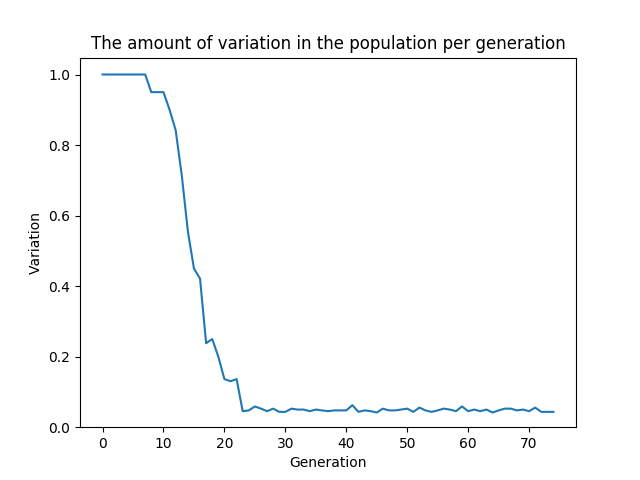 The amount of variation in the population per generation
1.0
0.8
0.6
0.4
0.2
0.0
Variation
0 10 20 30 40 50 60 70
Generation